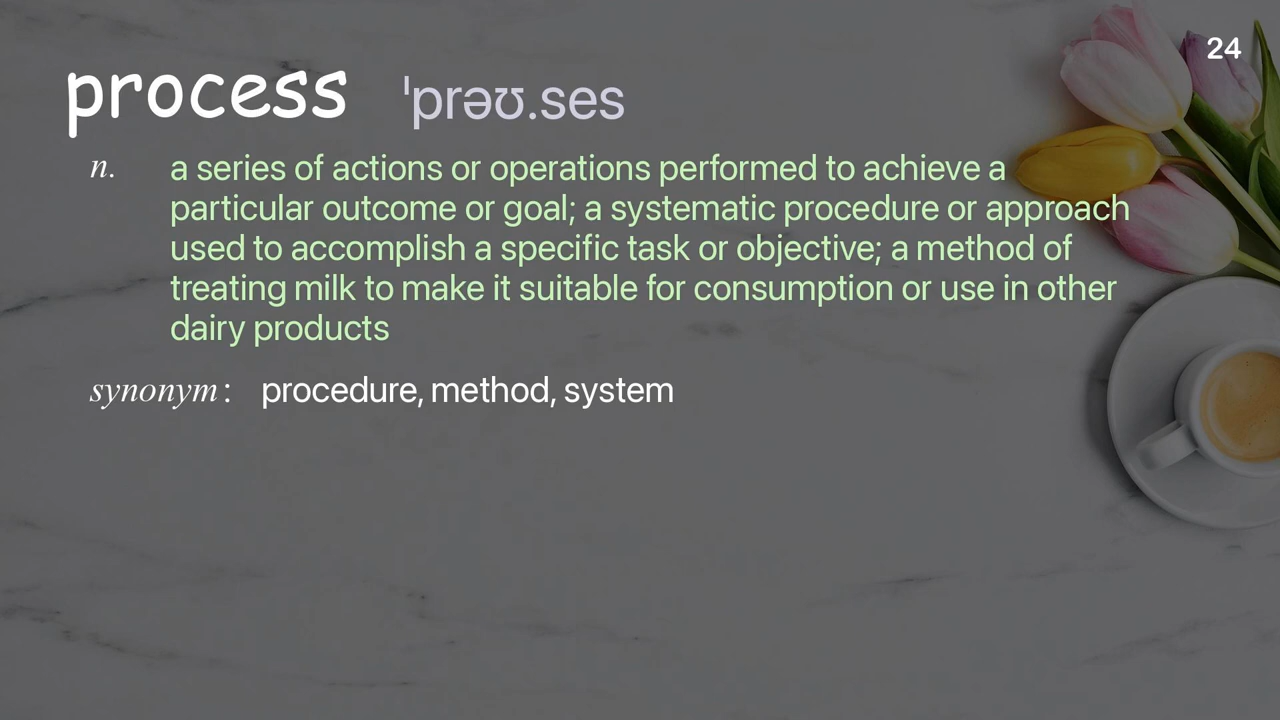 24
process ˈprəʊ.ses
n. a series of actions or operations performed to achieve a
particular outcome or goal; a systematic procedure or approach
used to accomplish a specific task or objective; a method of
treating milk to make it suitable for consumption or use in other
dairy products
synonym: procedure, method, system